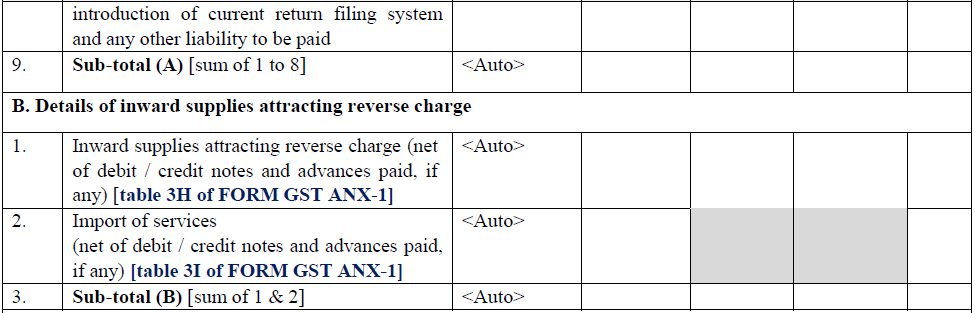 introduction of current return filing system
and any other liability to be paid
9. Sub-total (A) [sum of 1 to 8] <Auto>
B. Details of inward supplies attracting reverse charge
1. Inward supplies attracting reverse charge (net <Auto>
of debit / credit notes and advances paid, if
any) [table 3H of FORM GST ANX-1]
2. Import of services <Auto>
(net of debit / credit notes and advances paid,
if any) [table 3I of FORM GST ANX-1]
3. Sub-total (B) [sum of 1 & 2] <Auto>